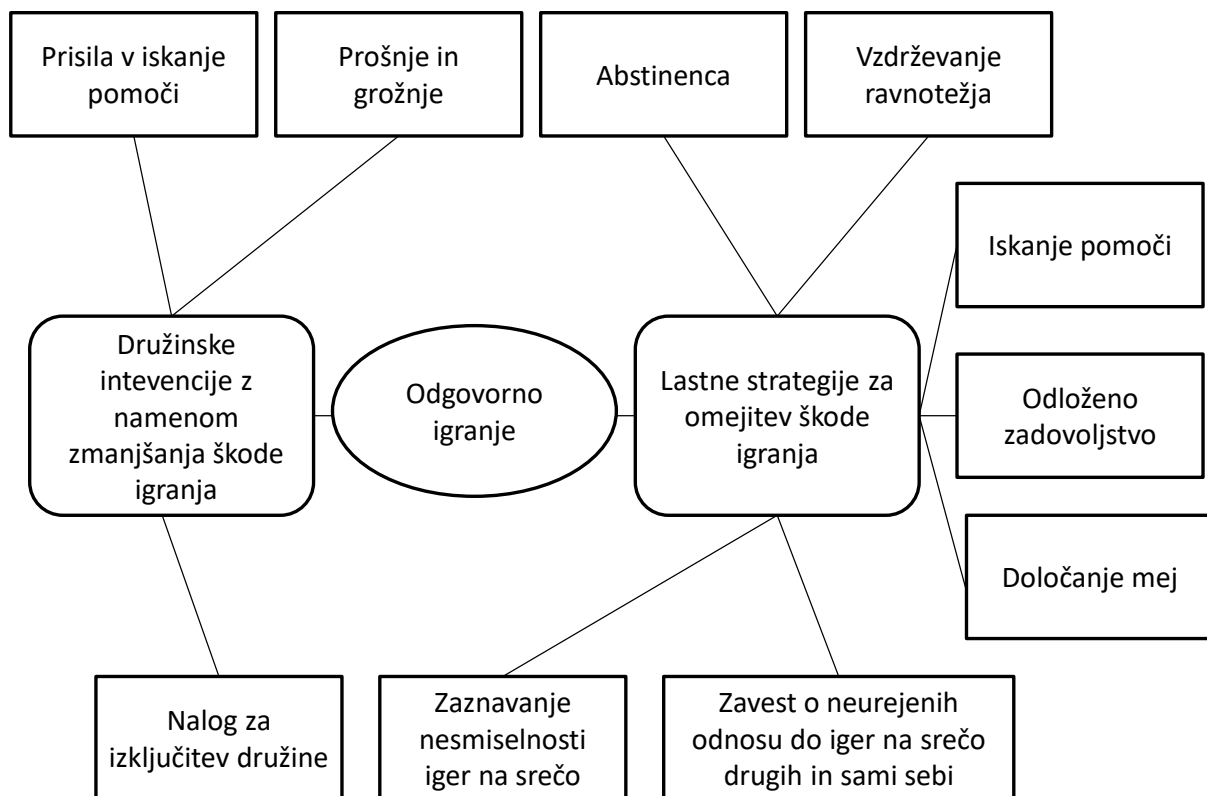 Prisila v iskanje
pomoči
Prošnje in
grožnje
Abstinenca
Vzdrževanje
ravnotežja
Iskanje pomoči
Družinske
intevencije z
namenom
zmanjšanja škode
igranja
Odgovorno
igranje
Lastne strategije za
omejitev škode
igranja
Odloženo
zadovoljstvo
Določanje mej
Nalog za
izključitev družine
Zaznavanje
nesmiselnosti
iger na srečo
Zavest o neurejenih
odnosu do iger na srečo
drugih in sami sebi